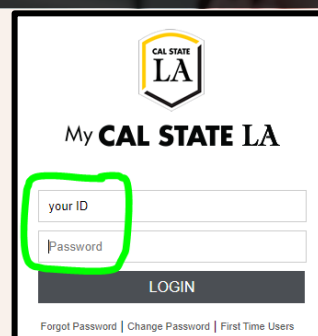 CAL STATE
LA
My CAL STATE LA
your ID
Password
LOGIN
Forgot Password | Change Password | First Time Users